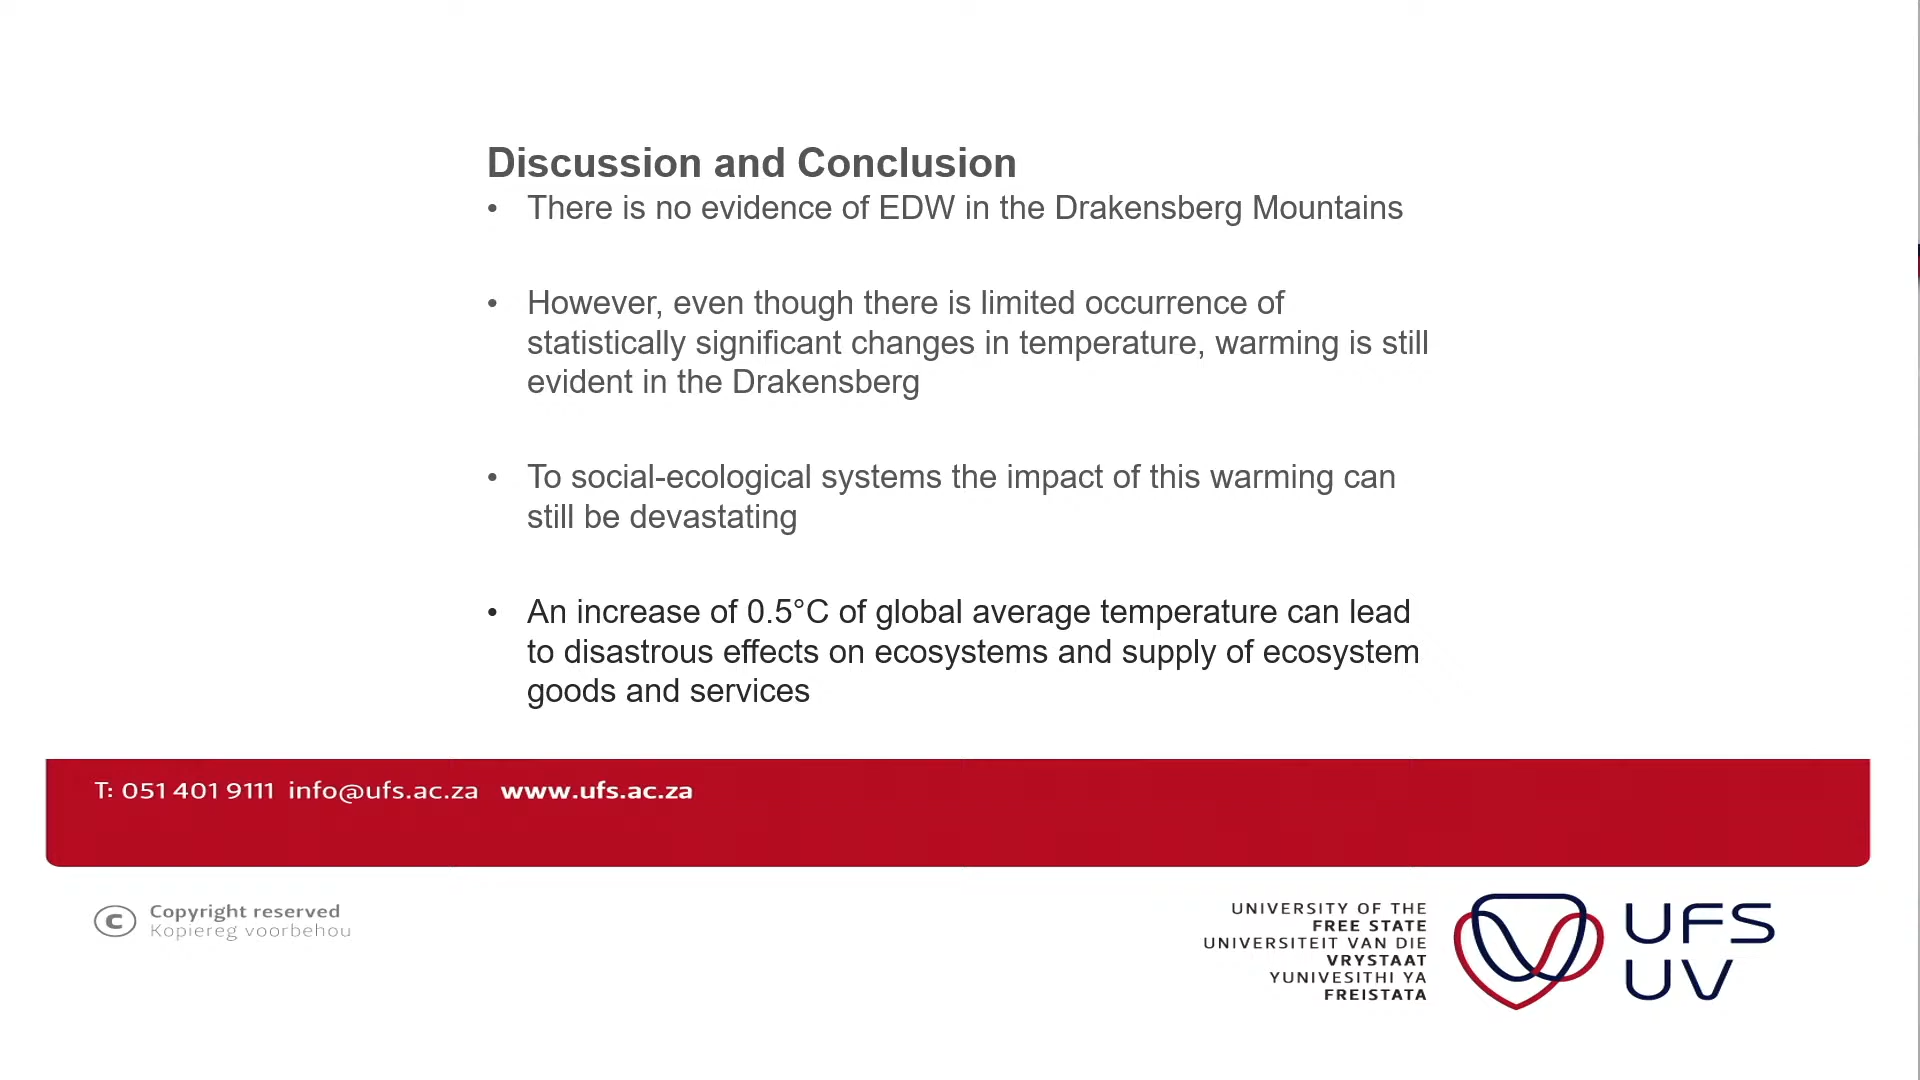 Discussion and Conclusion
• There is no evidence of EDW in the Drakensberg Mountains
• However, even though there is limited occurrence of
statistically significant changes in temperature, warming is still
evident in the Drakensberg
• To social-ecological systems the impact of this warming can
still be devastating
• An increase of 0.5°C of global average temperature can lead
to disastrous effects on ecosystems and supply of ecosystem
goods and services
T: 051 401 9111 info@ufs.ac.za www.ufs.ac.za
C Copyright reserved
Kopiereg voorbehou
UNIVERSITY OF THE
FREE STATE
UNIVERSITEIT VAN DIE
VRYSTAAT
YUNIVESITHI YA
FREISTATA
UFS
UV